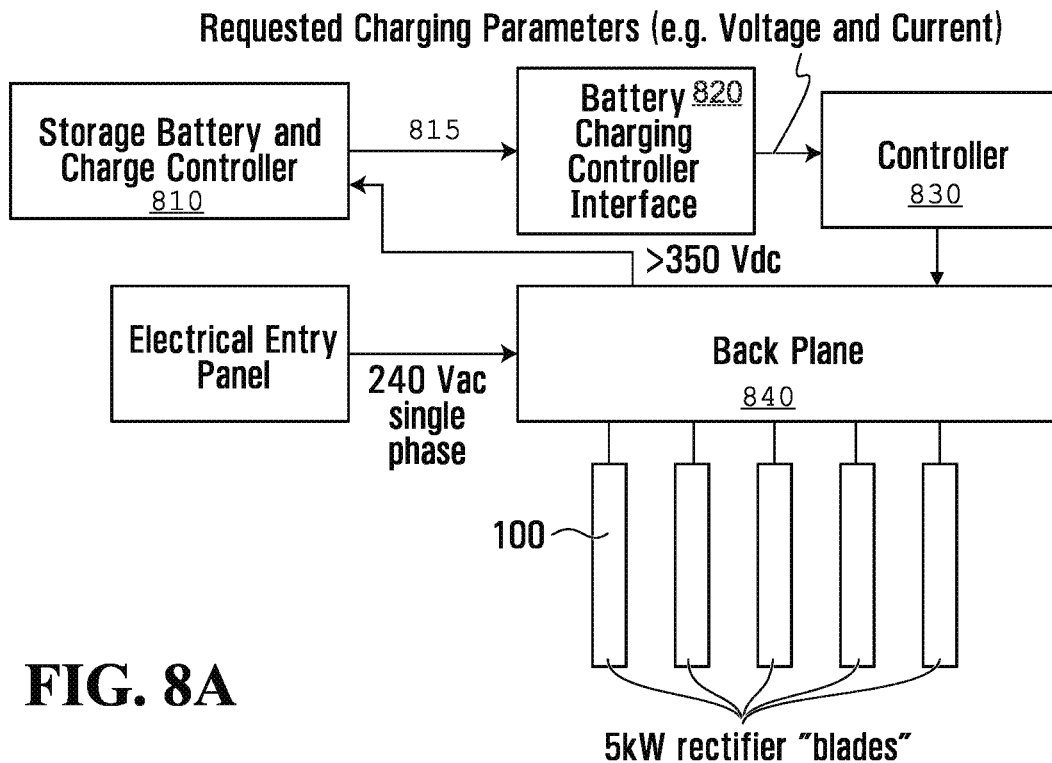 Requested Charging Parameters (e.g. Voltage and Current)
Storage Battery and
Charge Controller
810
815
Battery 820
Charging
Controller
Interface
Controller
830
>350 Vdc
Electrical Entry
Panel
240 Vac
single
phase
Back Plane
840
100
FIG. 8A
5kW rectifier "blades"